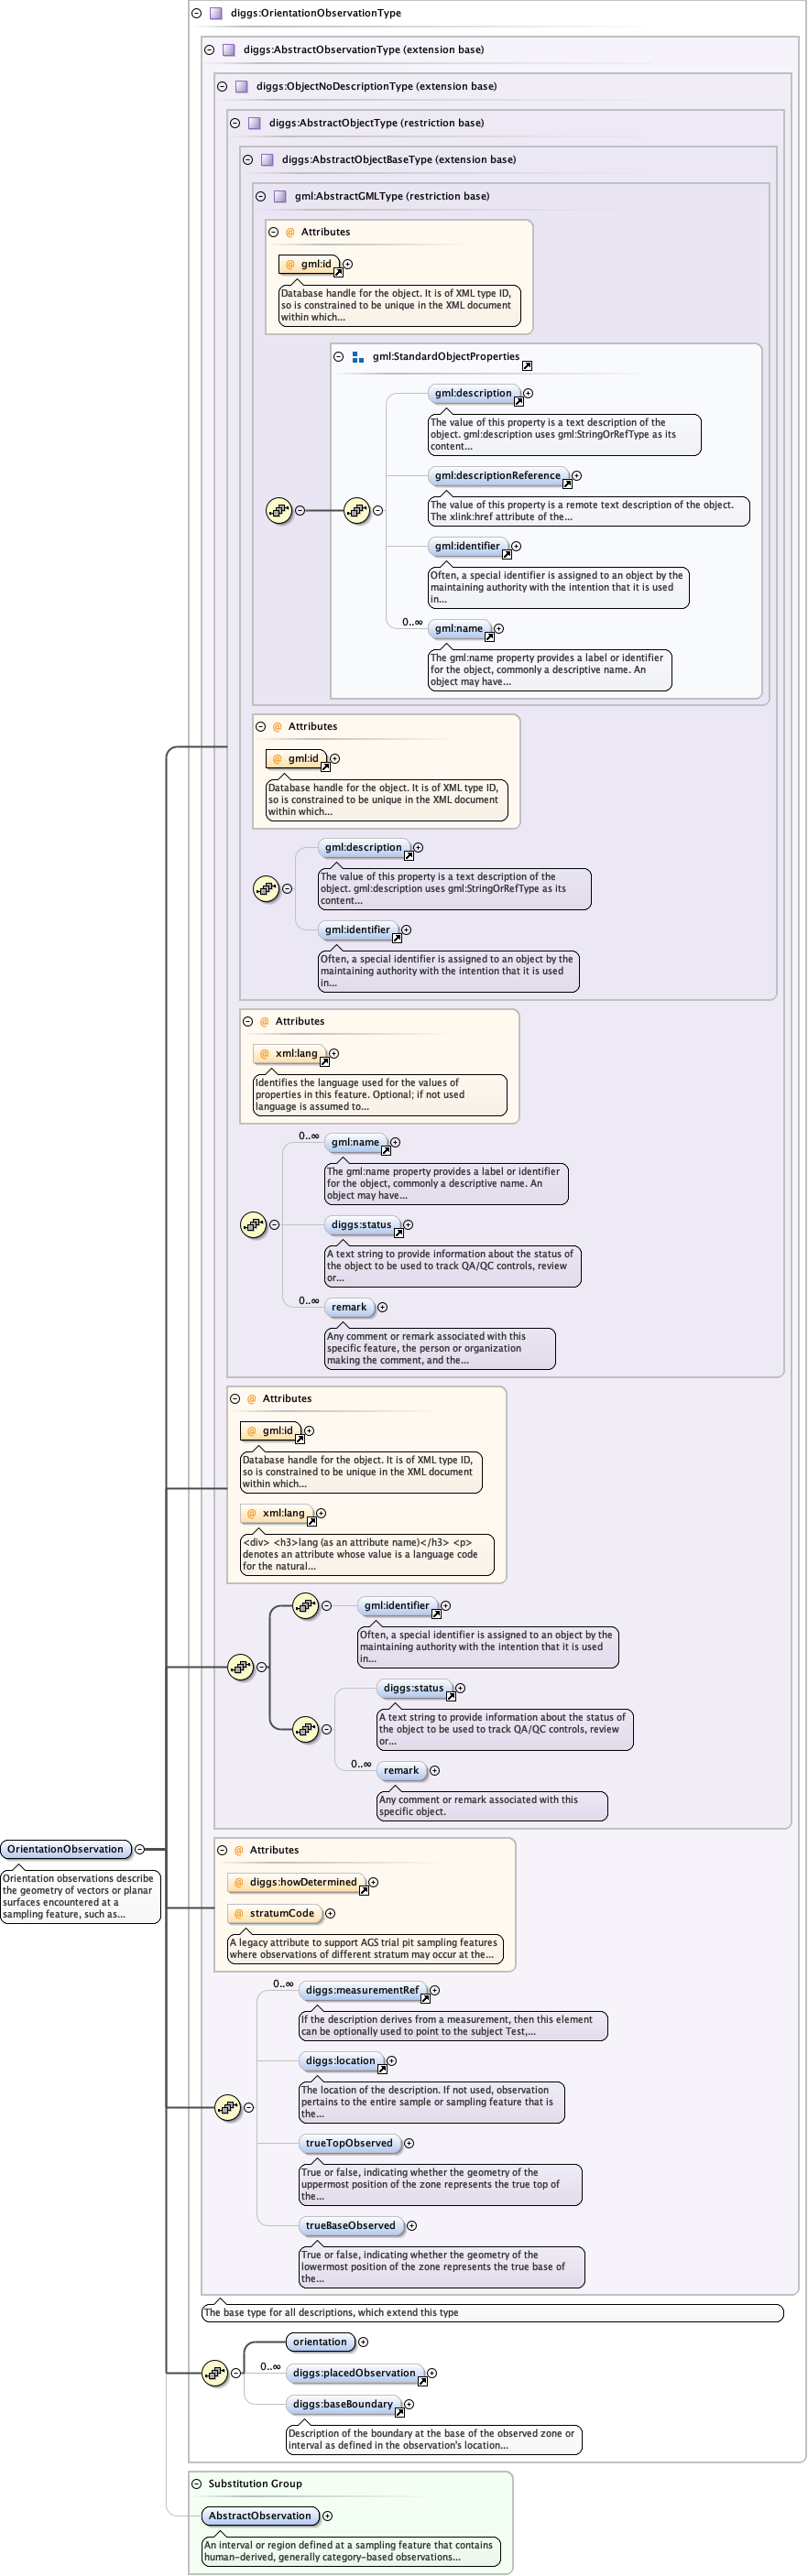 diggs:OrientationObservationType
diggs:AbstractObservationType (extension base)
diggs:ObjectNoDescriptionType (extension base)
diggs:AbstractObjectType (restriction base)
diggs:AbstractObjectBaseType (extension base)
gml:AbstractGMLType (restriction base)
@ Attributes
@ gml:id
Database handle for the object. It is of XML type ID,
so is constrained to be unique in the XML document
within which...
gml:StandardObjectProperties
gml:description
The value of this property is a text description of the
object. gml:description uses gml:StringOrRefType as its
content...
gml:descriptionReference
The value of this property is a remote text description of the object.
The xlink:href attribute of the...
gml:identifier
Often, a special identifier is assigned to an object by the
maintaining authority with the intention that it is used
in...
0..∞
gml:name
The gml:name property provides a label or identifier
for the object, commonly a descriptive name. An
object may have...
@ Attributes
@ gml:id
Database handle for the object. It is of XML type ID,
so is constrained to be unique in the XML document
within which...
gml:description
The value of this property is a text description of the
object. gml:description uses gml:StringOrRefType as its
content...
gml:identifier
Often, a special identifier is assigned to an object by the
maintaining authority with the intention that it is used
in...
@ Attributes
@ xml:lang
Identifies the language used for the values of
properties in this feature. Optional; if not used
language is assumed to...
0..∞
gml:name
The gml:name property provides a label or identifier
for the object, commonly a descriptive name. An
object may have...
diggs:status
A text string to provide information about the status of
the object to be used to track QA/QC controls, review
or...
0..∞
remark
Any comment or remark associated with this
specific feature, the person or organization
making the comment, and the...
@ Attributes
@ gml:id
Database handle for the object. It is of XML type ID,
so is constrained to be unique in the XML document
within which...
@ xml:lang
<div> <h3>lang (as an attribute name)</h3> <p>
denotes an attribute whose value is a language code
for the natural...
gml:identifier
Often, a special identifier is assigned to an object by the
maintaining authority with the intention that it is used
in...
diggs:status
A text string to provide information about the status of
the object to be used to track QA/QC controls, review
or...
0..∞
remark
Any comment or remark associated with this
specific object.
OrientationObservation
Orientation observations describe
the geometry of vectors or planar
surfaces encountered at a
sampling feature, such as...
@ Attributes
@ diggs:howDetermined
@ stratumCode
A legacy attribute to support AGS trial pit sampling features
where observations of different stratum may occur at the...
0..∞
diggs:measurementRef
If the description derives from a measurement, then this element
can be optionally used to point to the subject Test,...
diggs:location
The location of the description. If not used, observation
pertains to the entire sample or sampling feature that is
the...
trueTopObserved
True or false, indicating whether the geometry of the
uppermost position of the zone represents the true top of
the...
trueBaseObserved
True or false, indicating whether the geometry of the
lowermost position of the zone represents the true base of
the...
The base type for all descriptions, which extend this type
orientation
0..∞
diggs:placedObservation
diggs:baseBoundary
Description of the boundary at the base of the observed zone or
interval as defined in the observation's location...
Substitution Group
AbstractObservation
An interval or region defined at a sampling feature that contains
human-derived, generally category-based observations...